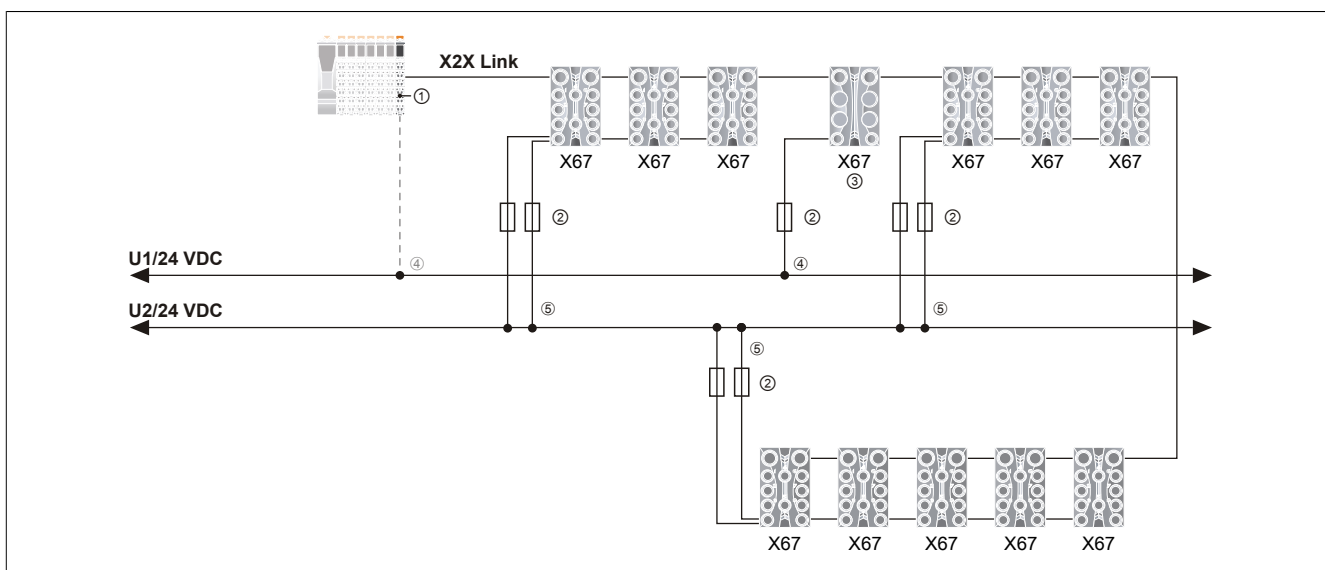 X2X Link
①
X67 X67 X67 X67 X67 X67 X67
③
② ② ②
U1/24 VDC ④ ④
U2/24 VDC ⑤ ⑤
⑤
②
X67 X67 X67 X67 X67